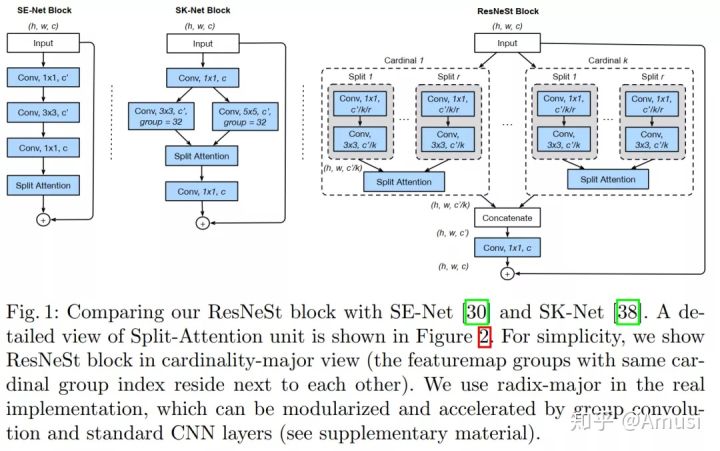 SE-Net Block
(h, w, c)
Input
Conv, 1x1, c'
Conv, 3x3, c'
Conv, 1x1, c
Split Attention
+
SK-Net Block
(h, w, c)
Input
Conv, 1x1, c
Conv, 3x3, c',
group = 32
Conv, 5x5, c',
group = 32
Split Attention
Conv, 1x1, c
+
ResNeSt Block
(h, w, c)
Input
Cardinal 1
Split 1
Conv, 1x1,
c'/k/r
Conv,
3x3, c'/k
...
Split r
Conv, 1x1,
c'/k/r
Conv,
3x3, c'/k
(h, w, c'/k)
Split Attention
...
Cardinal k
Split 1
Conv, 1x1,
c'/k/r
Conv,
3x3, c'/k
...
Split r
Conv, 1x1,
c'/k/r
Conv,
3x3, c'/k
Split Attention
(h, w, c'/k)
Concatenate
(h, w, c')
Conv, 1x1, c
(h, w, c)
+
Fig. 1: Comparing our ResNeSt block with SE-Net [30] and SK-Net [38]. A de-
tailed view of Split-Attention unit is shown in Figure 2. For simplicity, we show
ResNeSt block in cardinality-major view (the featuremap groups with same car-
dinal group index reside next to each other). We use radix-major in the real
implementation, which can be modularized and accelerated by group convolu-
tion and standard CNN layers (see supplementary material).
知乎 @Amusi